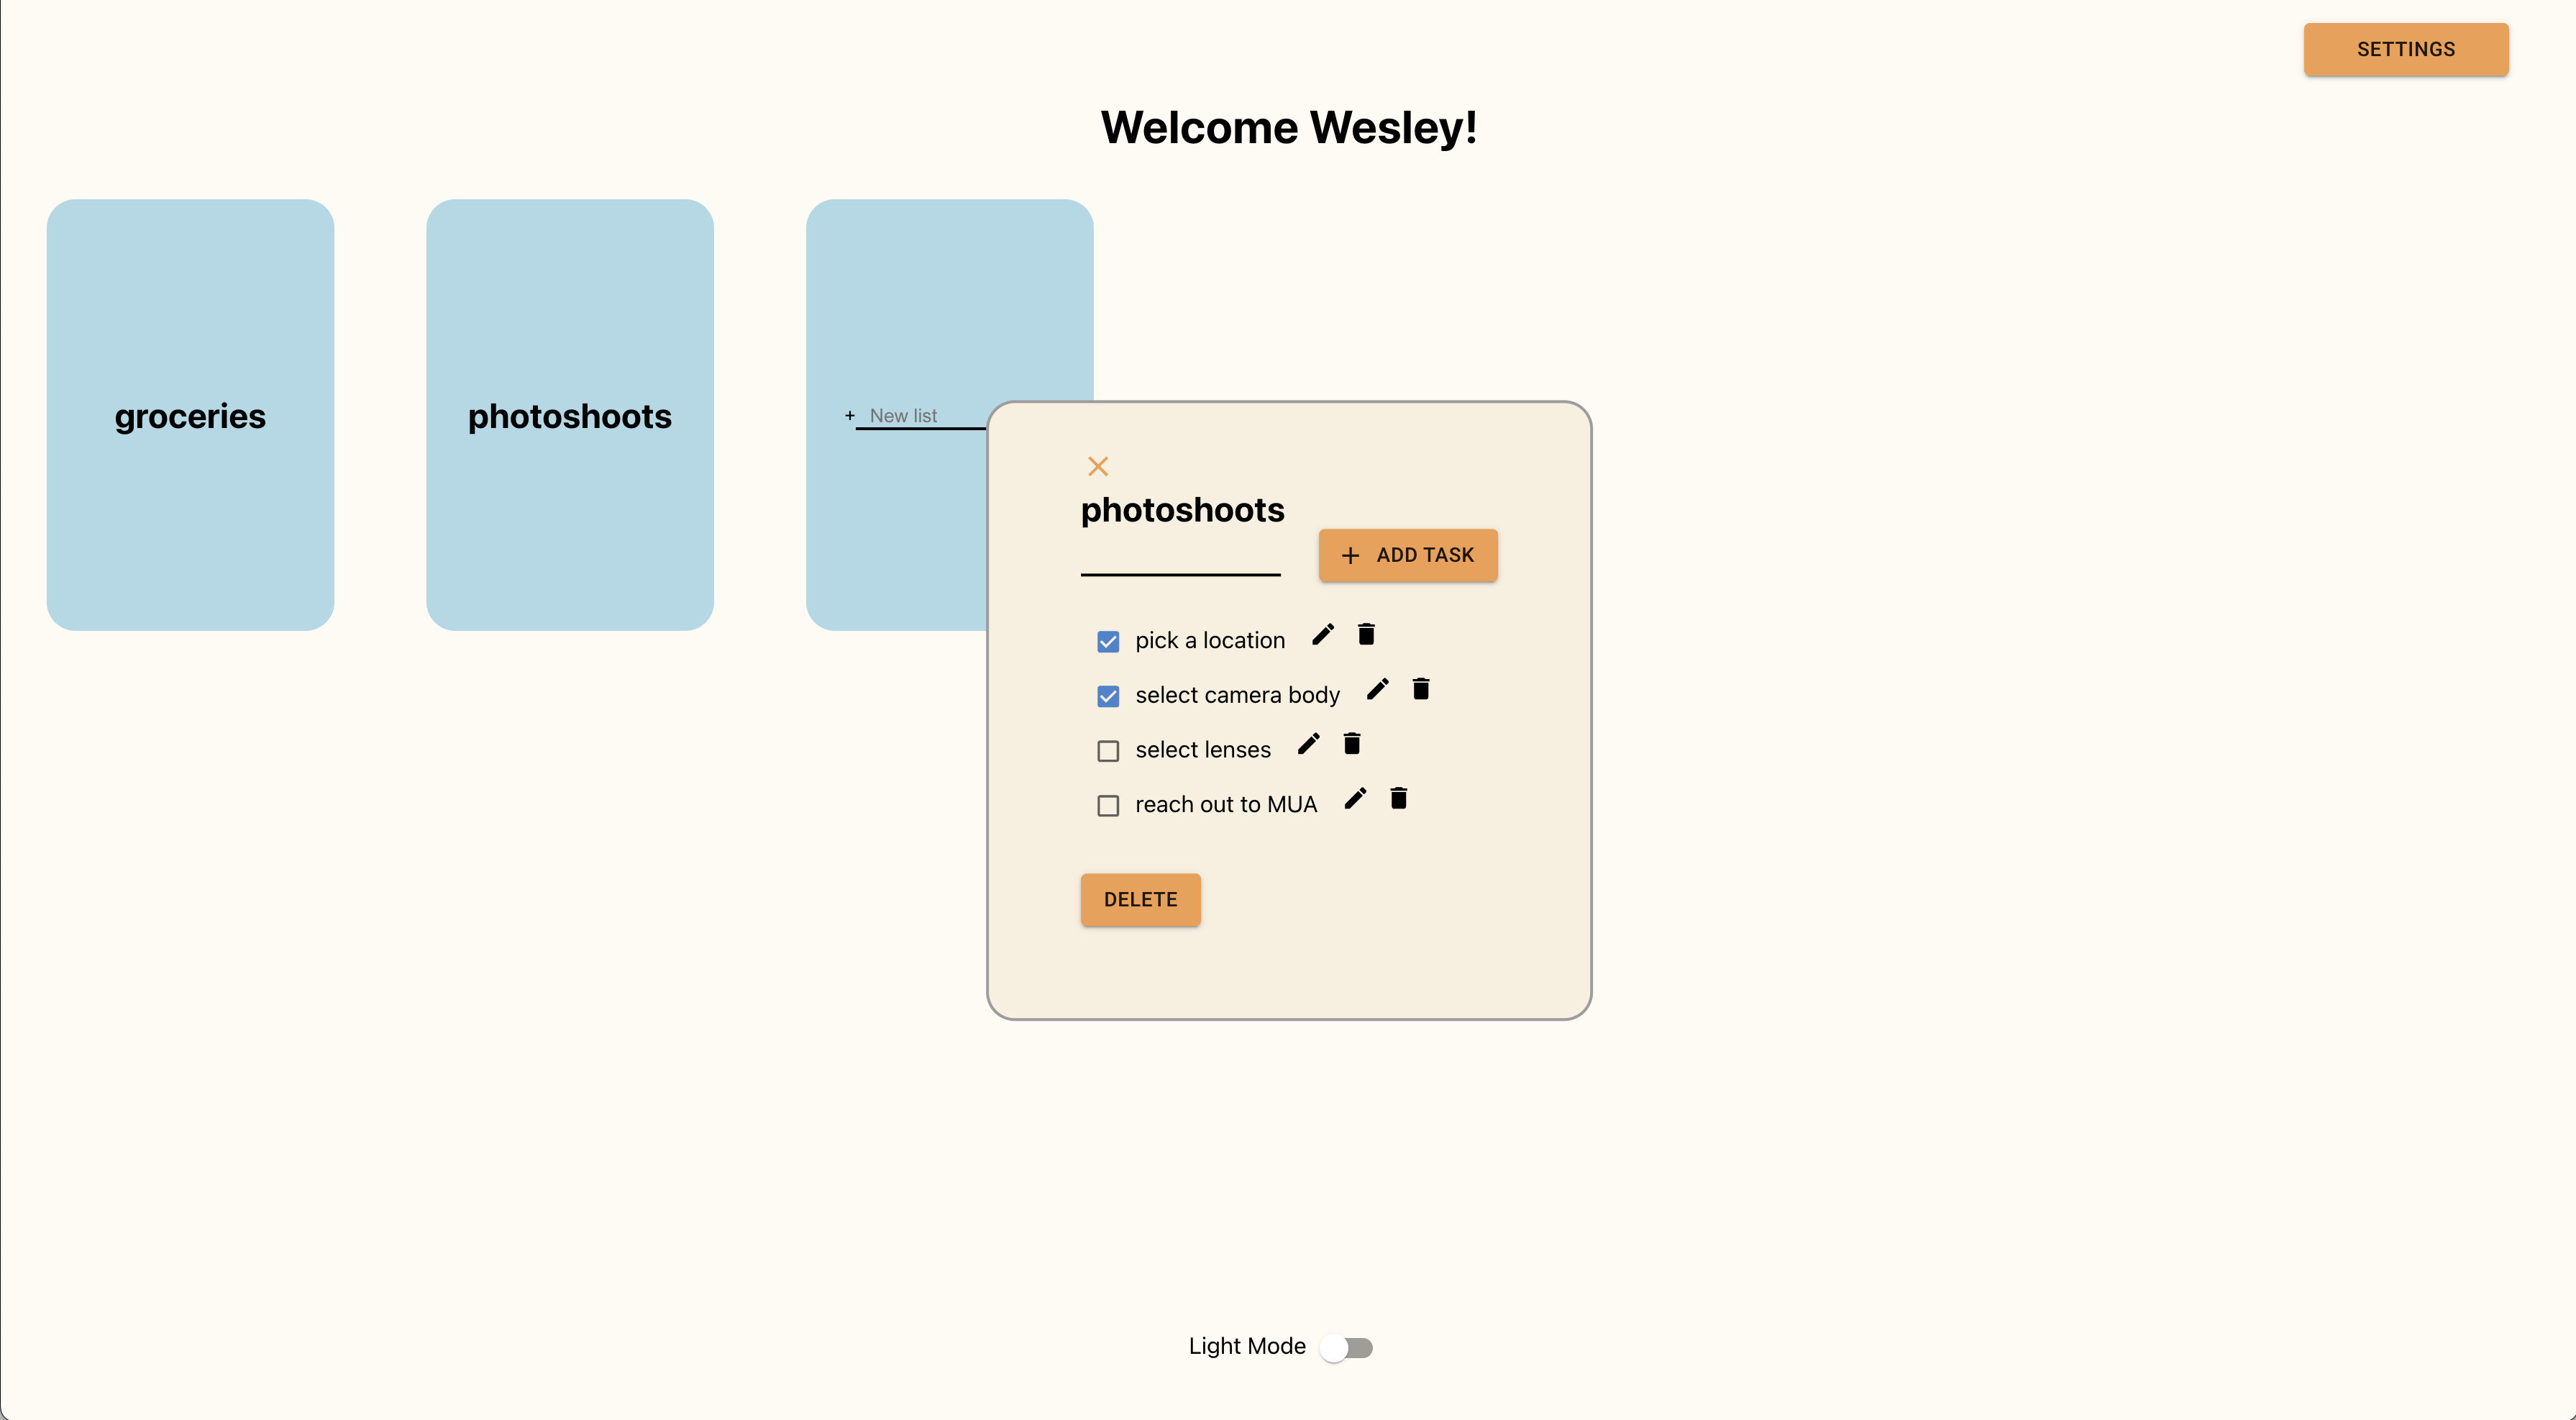 SETTINGS
Welcome Wesley!
groceries
photoshoots
+ New list
photoshoots
+ ADD TASK
pick a location
select camera body
select lenses
reach out to MUA
DELETE
Light Mode